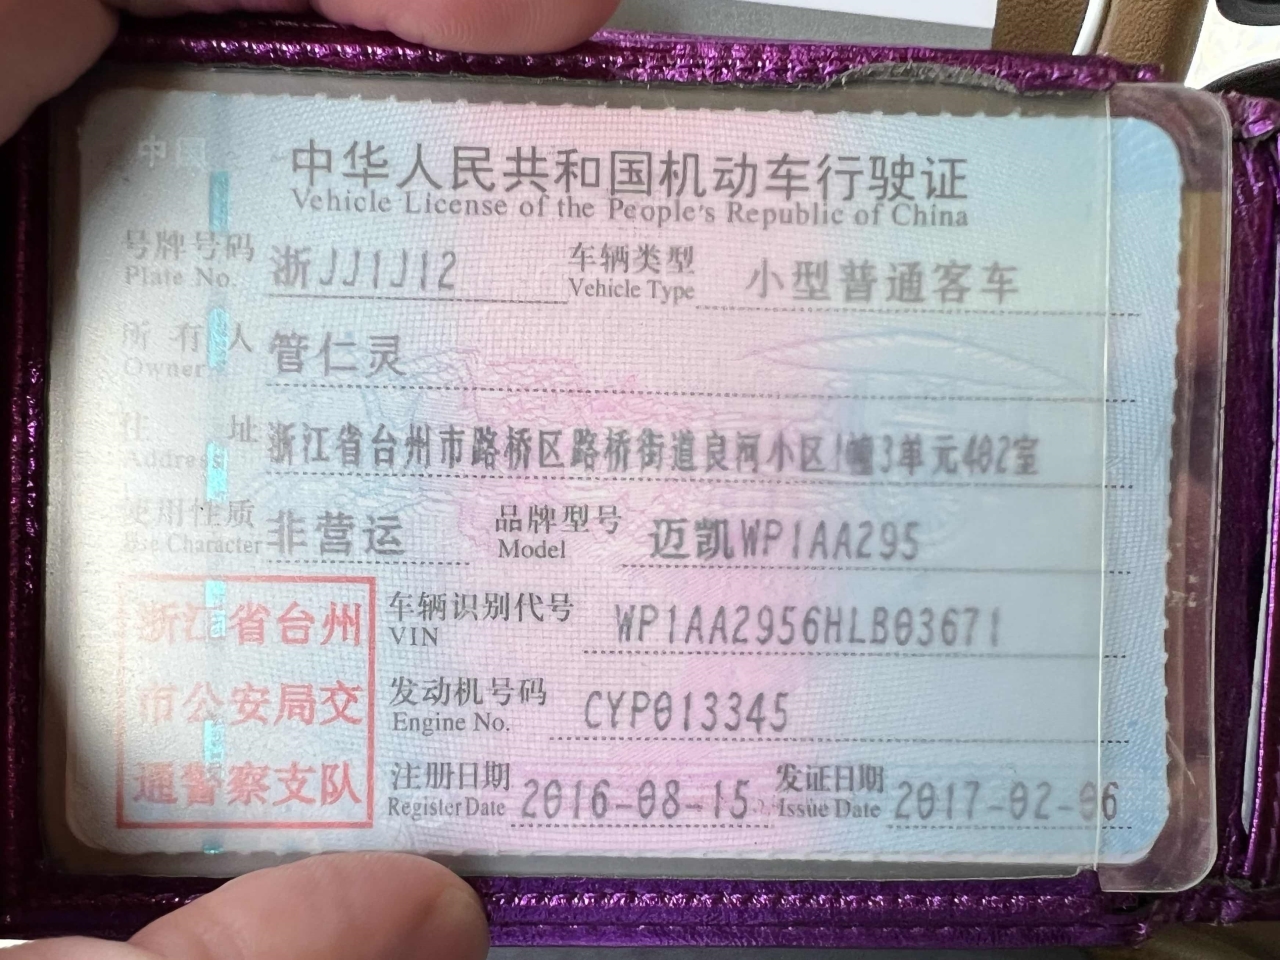 中国
中华人民共和国机动车行驶证
Vehicle License of the People's Republic of China
号牌号码 浙JJ1J12 车辆类型 小型普通客车
Plate No. Vehicle Type
所有人 管仁灵
Owner
住址 浙江省台州市路桥区路桥街道良河小区1幢3单元402室
Address
使用性质 非营运 品牌型号 迈凯WP1AA295
Use Character Model
浙江省台州
市公安局交
通警察支队
车辆识别代号 WP1AA2956HLB03671
VIN
发动机号码 CYP013345
Engine No.
注册日期 2016-08-15 发证日期 2017-02-06
Register Date Issue Date